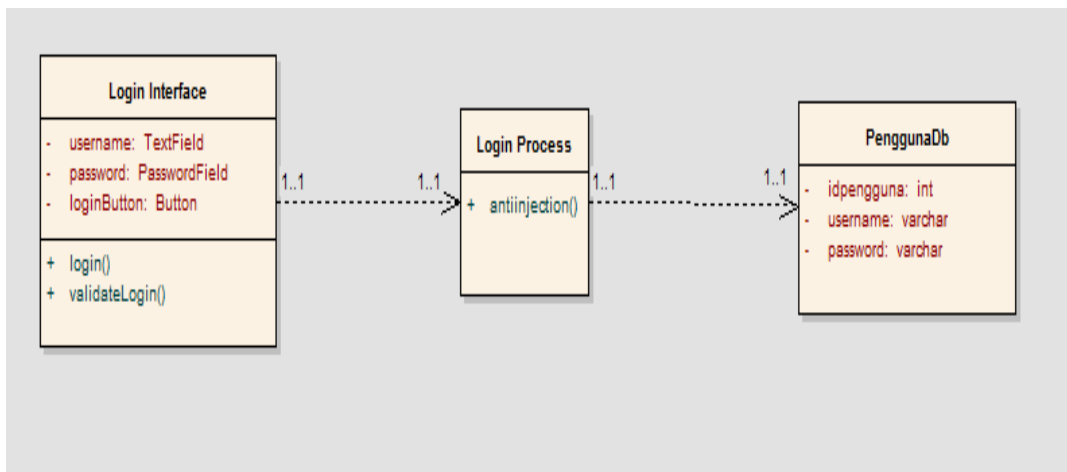 Login Interface
- username: TextField
- password: PasswordField
- loginButton: Button
+ login()
+ validateLogin()
1..1
1..1
Login Process
+ antiinjection()
1..1
1..1
PenggunaDb
- idpengguna: int
- username: varchar
- password: varchar